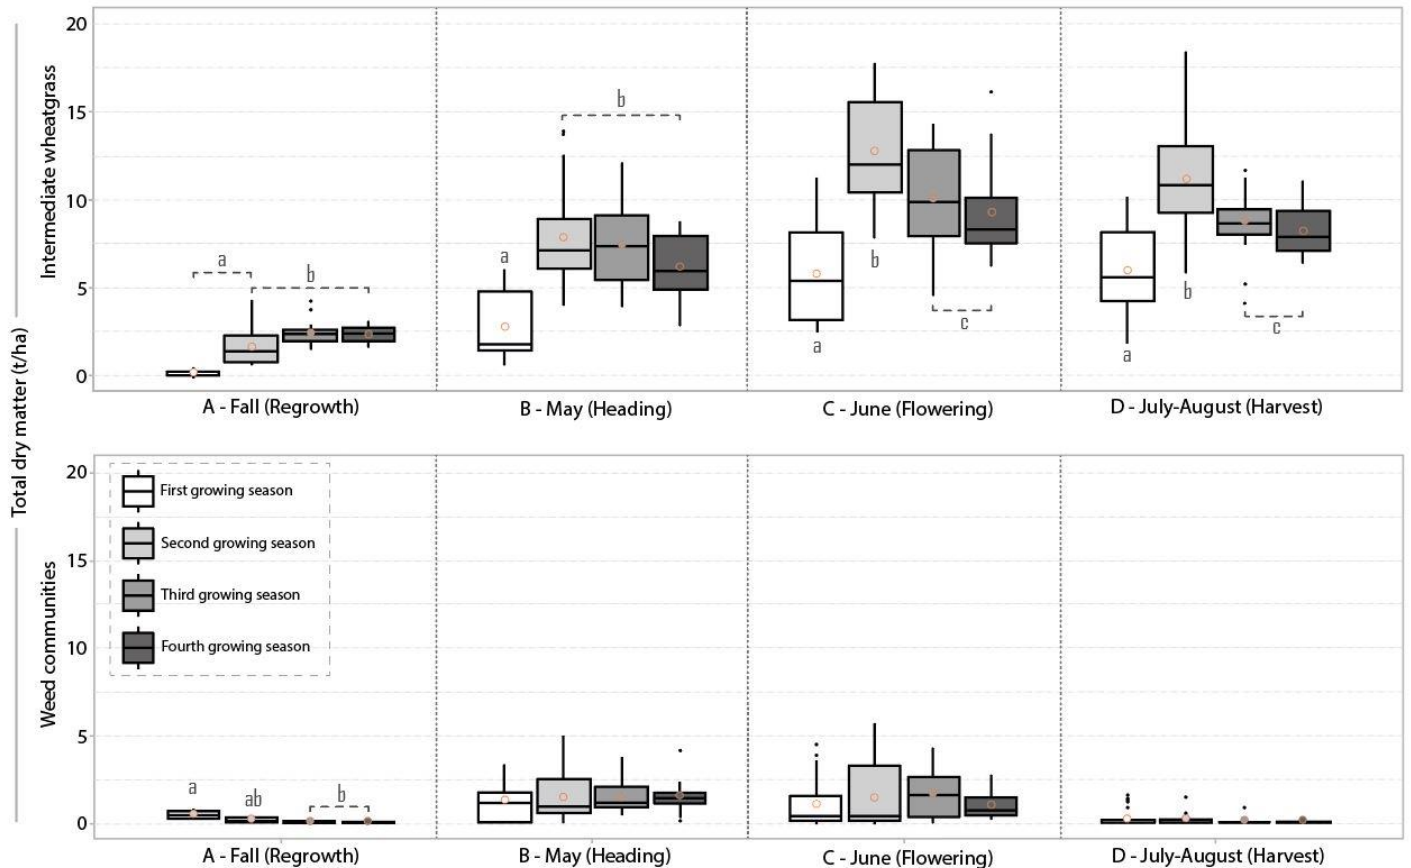 Total dry matter (t/ha)
Intermediate wheatgrass
20
15
10
5
0
a
b
a
b
a
b
c
a
b
c
A - Fall (Regrowth)
B - May (Heading)
C - June (Flowering)
D - July-August (Harvest)
Weed communities
20
15
10
5
0
First growing season
Second growing season
Third growing season
Fourth growing season
a
ab
b
A - Fall (Regrowth)
B - May (Heading)
C - June (Flowering)
D - July-August (Harvest)